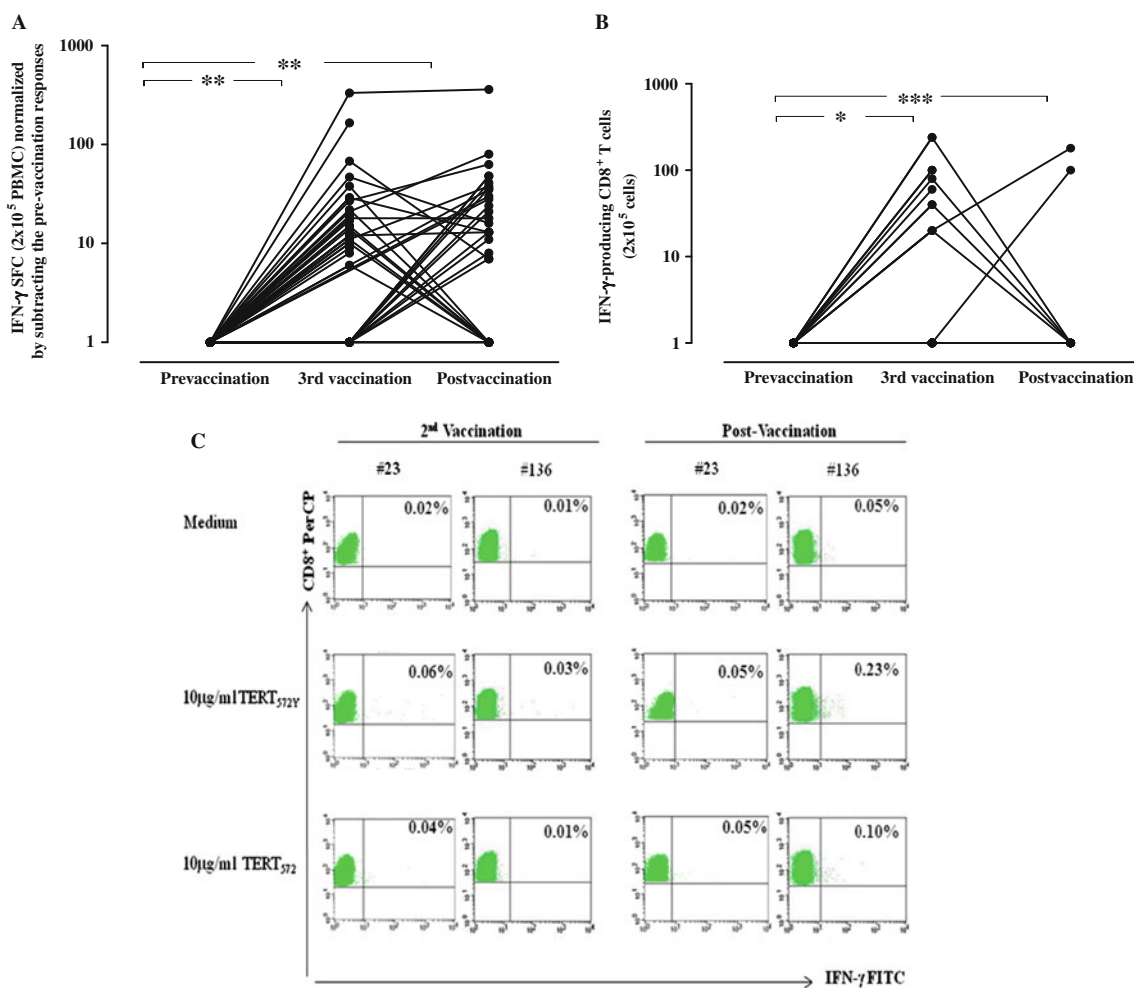 A
IFN-γ SFC (2x10⁵ PBMC) normalized
by subtracting the pre-vaccination responses
1000
100
10
1
**
**
Prevaccination 3rd vaccination Postvaccination
B
IFN-γ-producing CD8⁺ T cells
(2x10⁵ cells)
1000
100
10
1
***
*
Prevaccination 3rd vaccination Postvaccination
C
2ⁿᵈ Vaccination Post-Vaccination
#23 #136 #23 #136
CD8⁺ PerCP
Medium 0.02% 0.01% 0.02% 0.05%
10µg/ml TERT₅₇₂Y 0.06% 0.03% 0.05% 0.23%
10µg/ml TERT₅₇₂ 0.04% 0.01% 0.05% 0.10%
IFN-γ FITC